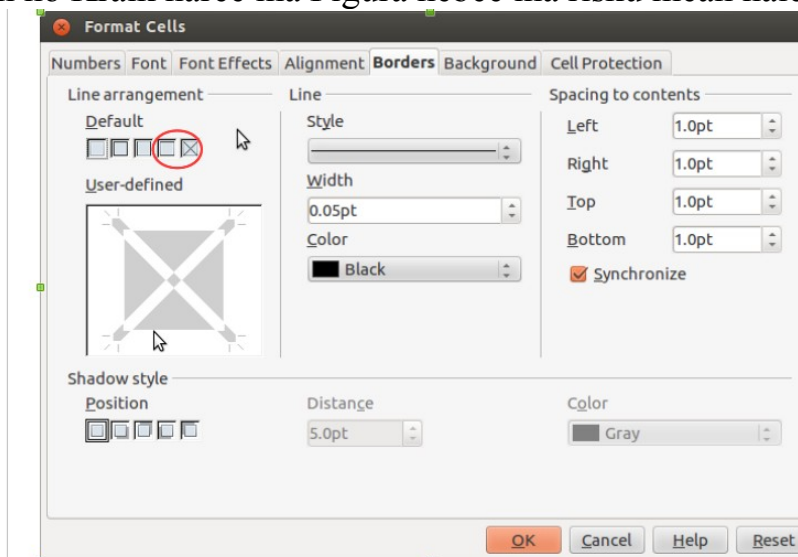 Format Cells
Numbers Font Font Effects Alignment Borders Background Cell Protection
Line arrangement
Default
User-defined
Line
Style
Width
0.05pt
Color
Black
Spacing to contents
Left 1.0pt
Right 1.0pt
Top 1.0pt
Bottom 1.0pt
Synchronize
Shadow style
Position
Distance
5.0pt
Color
Gray
OK Cancel Help Reset